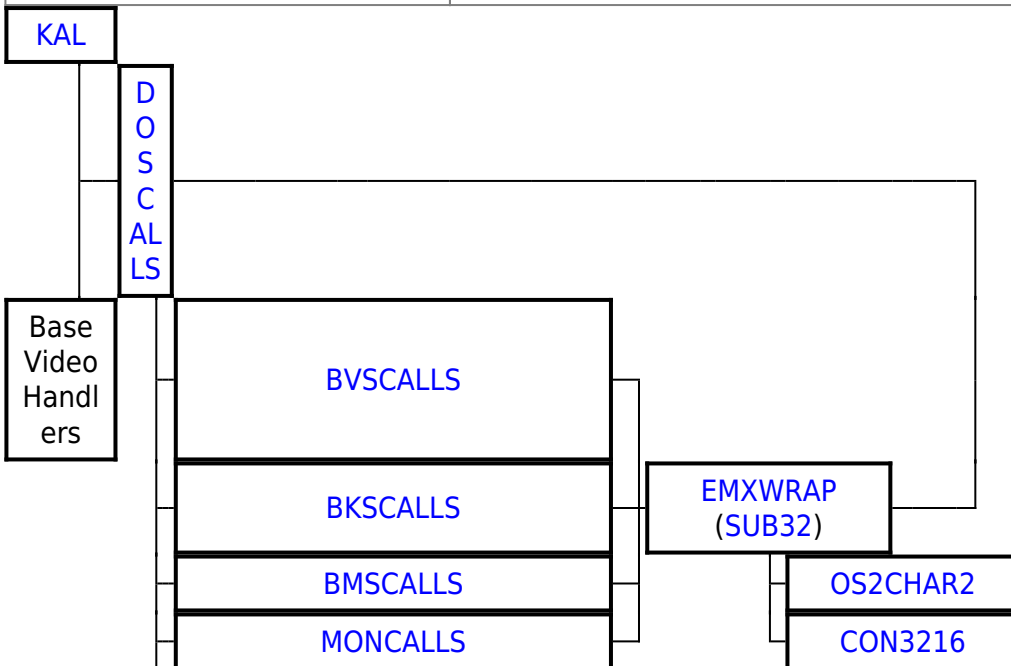 KAL
D
O
S
C
AL
LS
Base
Video
Handl
ers
BVSCALLS
BKSCALLS
EMXWRAP
(SUB32)
BMSCALLS
OS2CHAR2
MONCALLS
CON3216